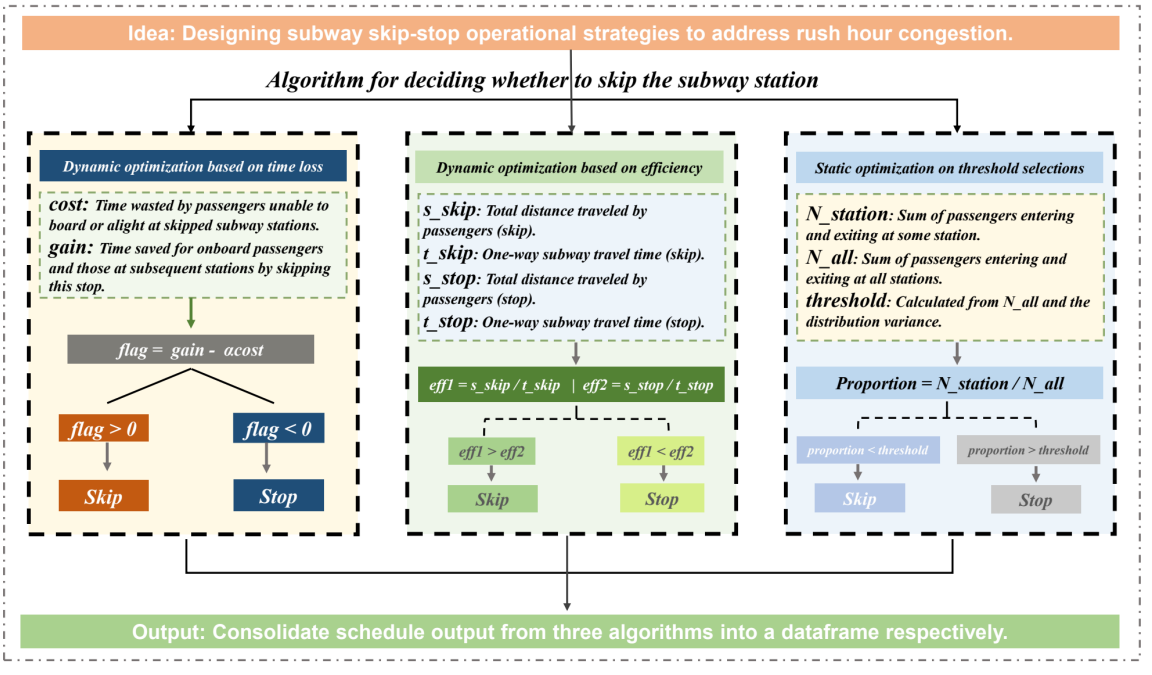 Idea: Designing subway skip-stop operational strategies to address rush hour congestion.
Algorithm for deciding whether to skip the subway station
Dynamic optimization based on time loss
cost: Time wasted by passengers unable to
board or alight at skipped subway stations.
gain: Time saved for onboard passengers
and those at subsequent stations by skipping
this stop.
flag = gain - αcost
flag > 0
flag < 0
Skip
Stop
Dynamic optimization based on efficiency
s_skip: Total distance traveled by
passengers (skip).
t_skip: One-way subway travel time (skip).
s_stop: Total distance traveled by
passengers (stop).
t_stop: One-way subway travel time (stop).
eff1 = s_skip / t_skip | eff2 = s_stop / t_stop
eff1 > eff2
eff1 < eff2
Skip
Stop
Static optimization on threshold selections
N_station: Sum of passengers entering
and exiting at some station.
N_all: Sum of passengers entering and
exiting at all stations.
threshold: Calculated from N_all and the
distribution variance.
Proportion = N_station / N_all
proportion < threshold
proportion > threshold
Skip
Stop
Output: Consolidate schedule output from three algorithms into a dataframe respectively.